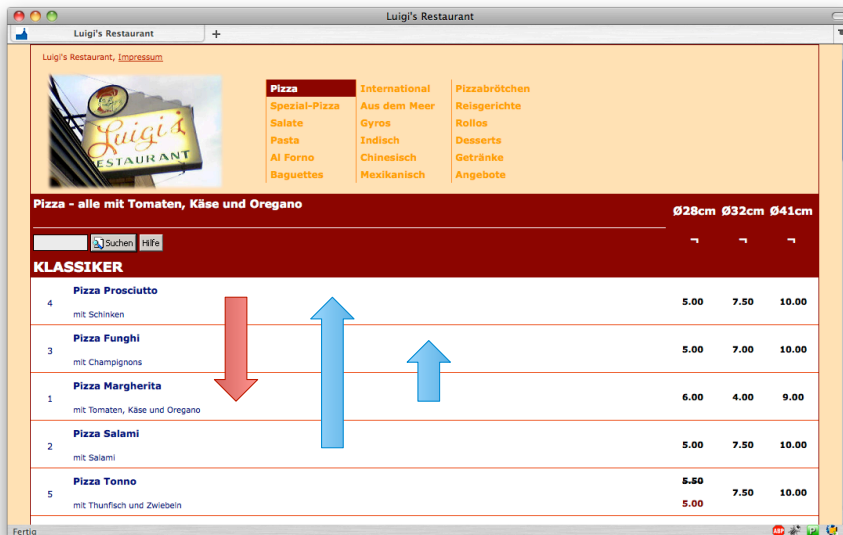 Luigi's Restaurant
Luigi's Restaurant +
Luigi's Restaurant, Impressum
Luigi's
ESTAURANT
Pizza International Pizzabrötchen
Spezial-Pizza Aus dem Meer Reisgerichte
Salate Gyros Rollos
Pasta Indisch Desserts
Al Forno Chinesisch Getränke
Baguettes Mexikanisch Angebote
Pizza - alle mit Tomaten, Käse und Oregano
Ø28cm Ø32cm Ø41cm
Suchen Hilfe ¬ ¬ ¬
KLASSIKER
Pizza Prosciutto
4 5.00 7.50 10.00
mit Schinken
Pizza Funghi
3 5.00 7.00 10.00
mit Champignons
Pizza Margherita
1 6.00 4.00 9.00
mit Tomaten, Käse und Oregano
Pizza Salami
2 5.00 7.50 10.00
mit Salami
Pizza Tonno 5.50
5 7.50 10.00
mit Thunfisch und Zwiebeln 5.00
Fertig ABP